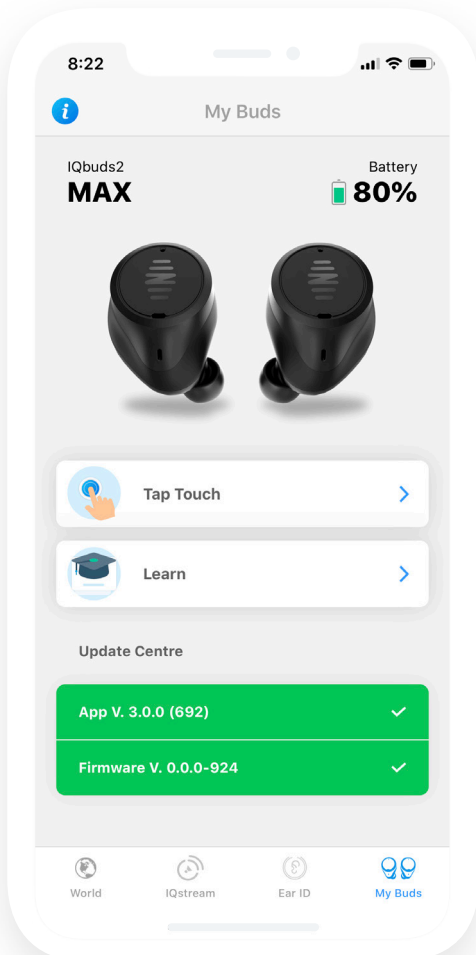 8:22
My Buds
IQbuds2
MAX
Battery
80%
Tap Touch
Learn
Update Centre
App V. 3.0.0 (692)
Firmware V. 0.0.0-924
World
IQstream
Ear ID
My Buds